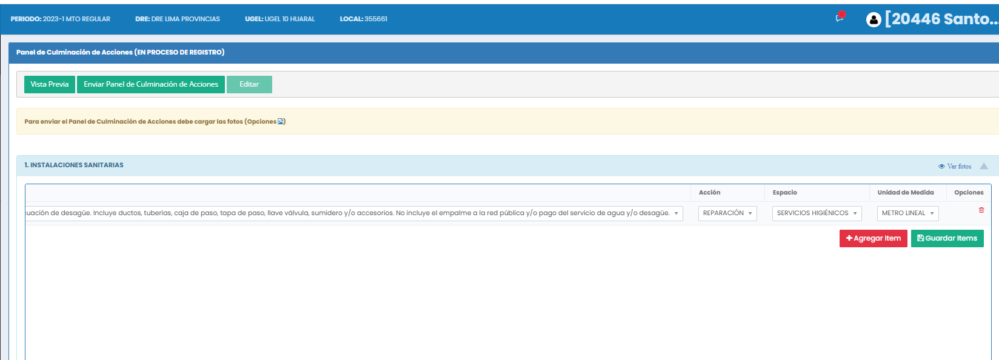 PERIODO: 2023-1 MTO REGULAR DRE: DRE LIMA PROVINCIAS UGEL: UGEL 10 HUARAL LOCAL: 355661 0 [20446 Santo...
Panel de Culminación de Acciones (EN PROCESO DE REGISTRO)
Vista Previa Enviar Panel de Culminación de Acciones Editar
Para enviar el Panel de Culminación de Acciones debe cargar las fotos (Opciones )
1. INSTALACIONES SANITARIAS Ver fotos
Acción Espacio Unidad de Medida Opciones
cuación de desagüe. Incluye ductos, tuberías, caja de paso, tapa de paso, llave válvula, sumidero y/o accesorios. No incluye el empalme a la red pública y/o pago del servicio de agua y/o desagüe. REPARACIÓN SERVICIOS HIGIÉNICOS METRO LINEAL
Agregar Item Guardar Items